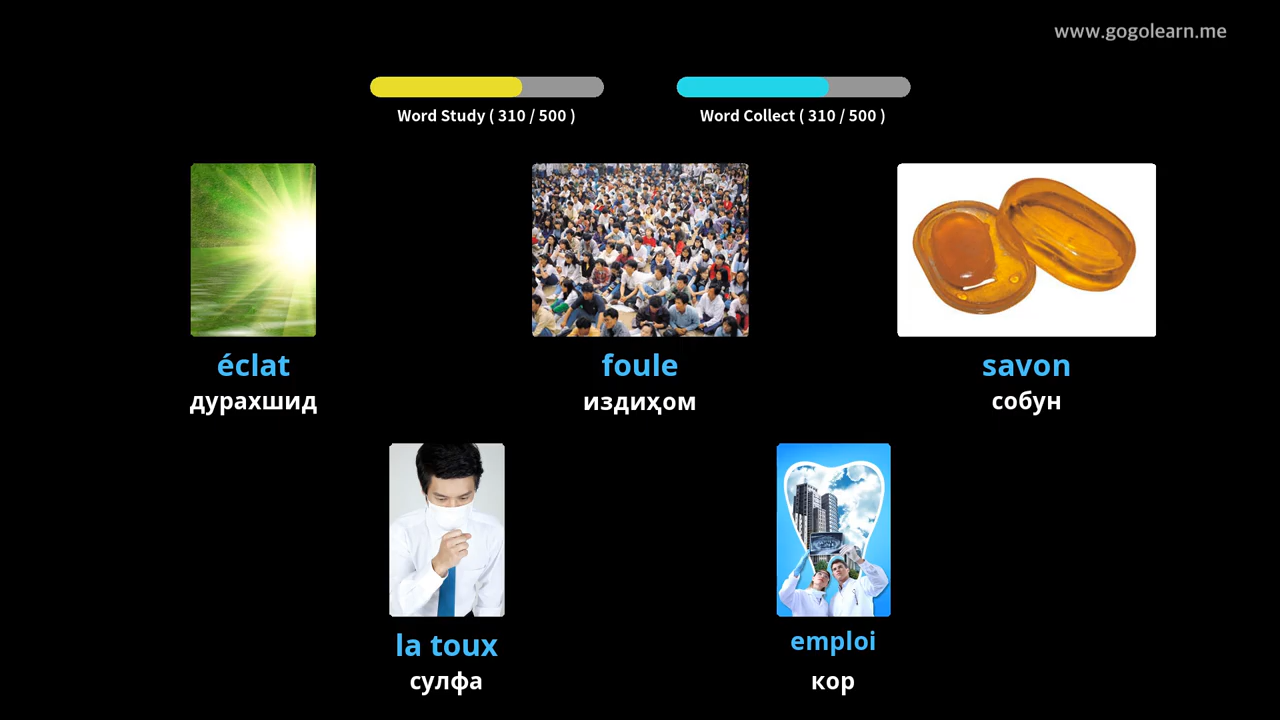 www.gogolearn.me
Word Study ( 310 / 500 )
Word Collect ( 310 / 500 )
éclat
дурахшид
foule
издиҳом
savon
собун
la toux
сулфа
emploi
кор